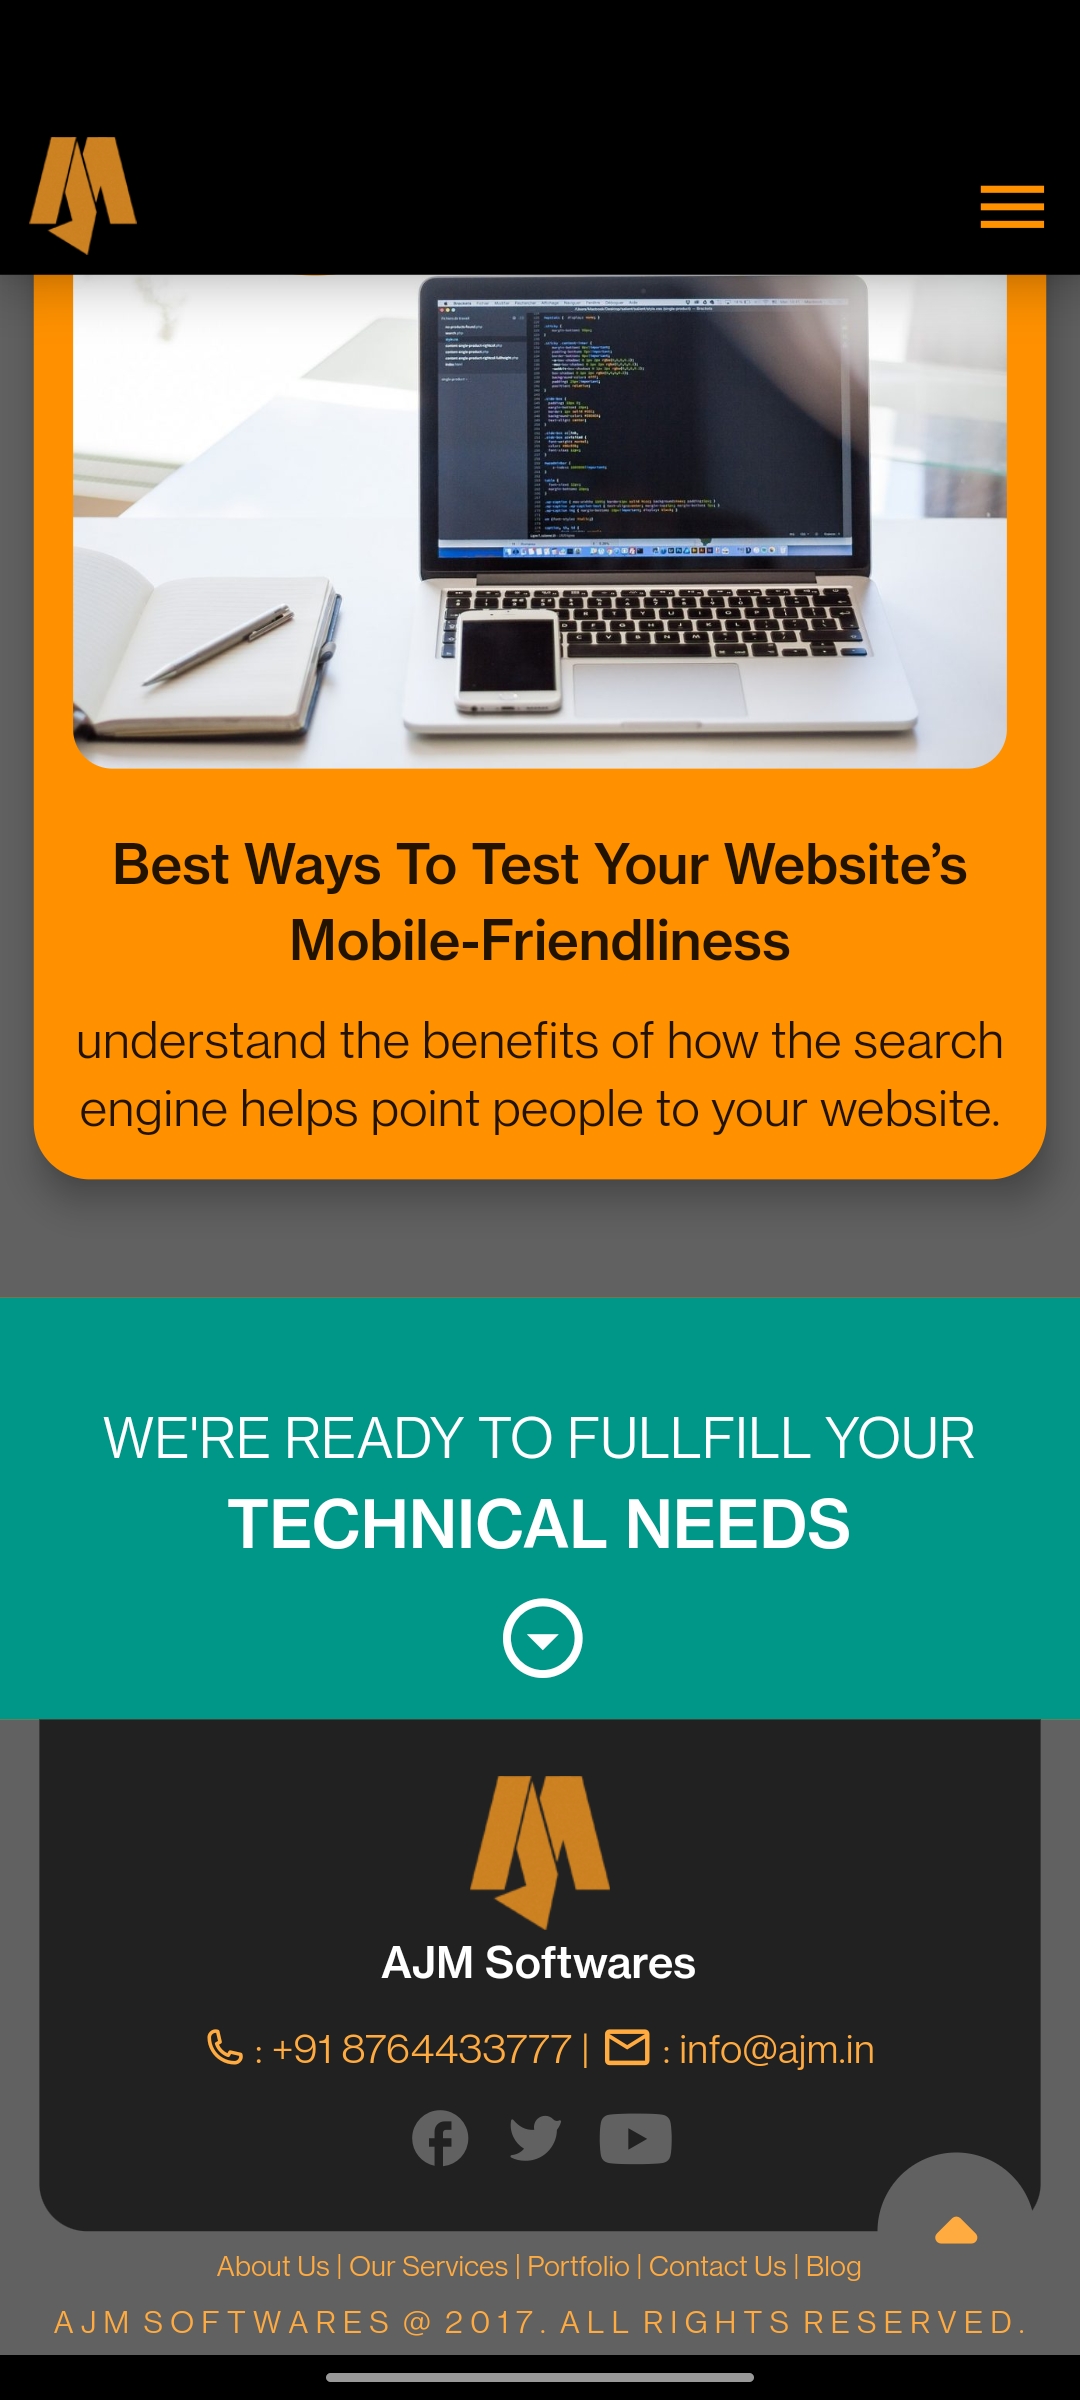 Best Ways To Test Your Website’s
Mobile-Friendliness
understand the benefits of how the search
engine helps point people to your website.
WE'RE READY TO FULLFILL YOUR
TECHNICAL NEEDS
AJM Softwares
: +91 8764433777 | : info@ajm.in
About Us | Our Services | Portfolio | Contact Us | Blog
AJM SOFTWARES @ 2017. ALL RIGHTS RESERVED.